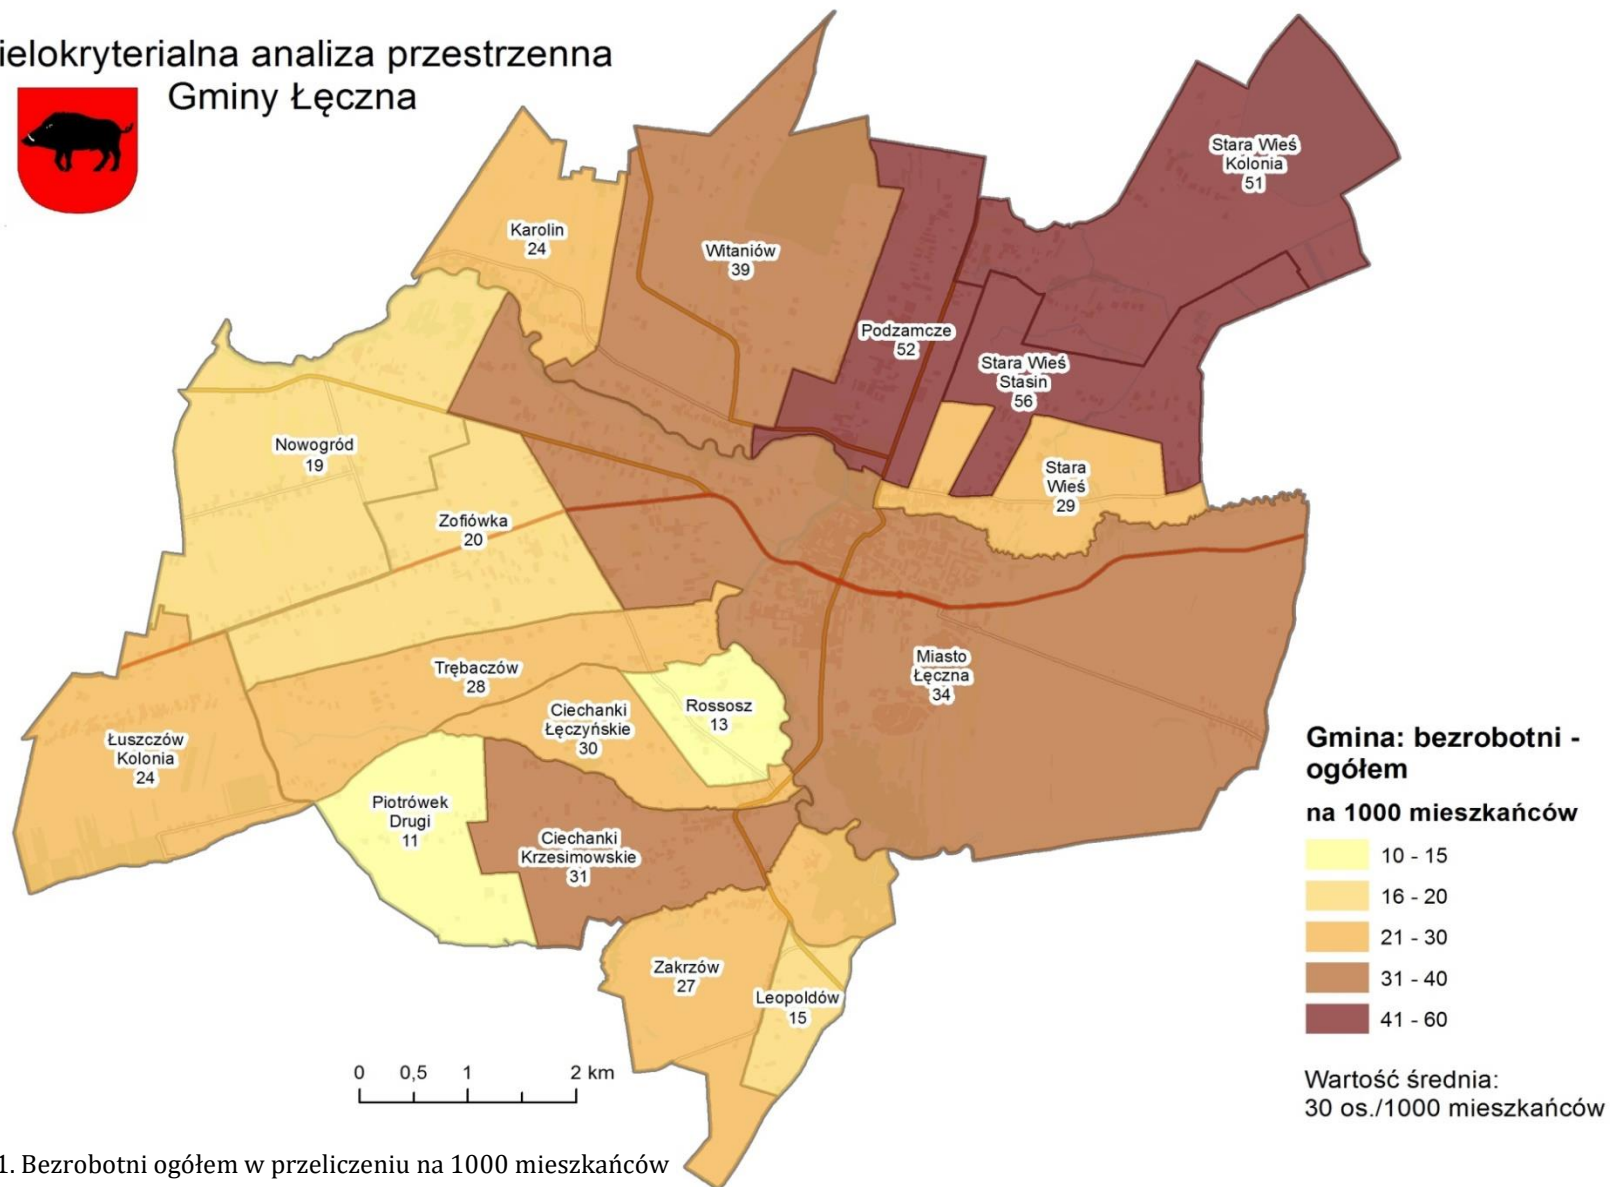 ielokryterialna analiza przestrzenna
Gminy Łęczna
Stara Wieś
Kolonia
51
Karolin
24
Witaniów
39
Podzamcze
52
Stara Wieś
Stasin
56
Nowogród
19
Stara
Wieś
29
Zofiówka
20
Trębaczów
28
Miasto
Łęczna
34
Ciechanki
Łęczyńskie
30
Rossosz
13
Łuszczów
Kolonia
24
Piotrówek
Drugi
11
Ciechanki
Krzesimowskie
31
Zakrzów
27
Leopoldów
15
Gmina: bezrobotni -
ogółem
na 1000 mieszkańców
10 - 15
16 - 20
21 - 30
31 - 40
41 - 60
Wartość średnia:
30 os./1000 mieszkańców
0 0,5 1 2 km
1. Bezrobotni ogółem w przeliczeniu na 1000 mieszkańców